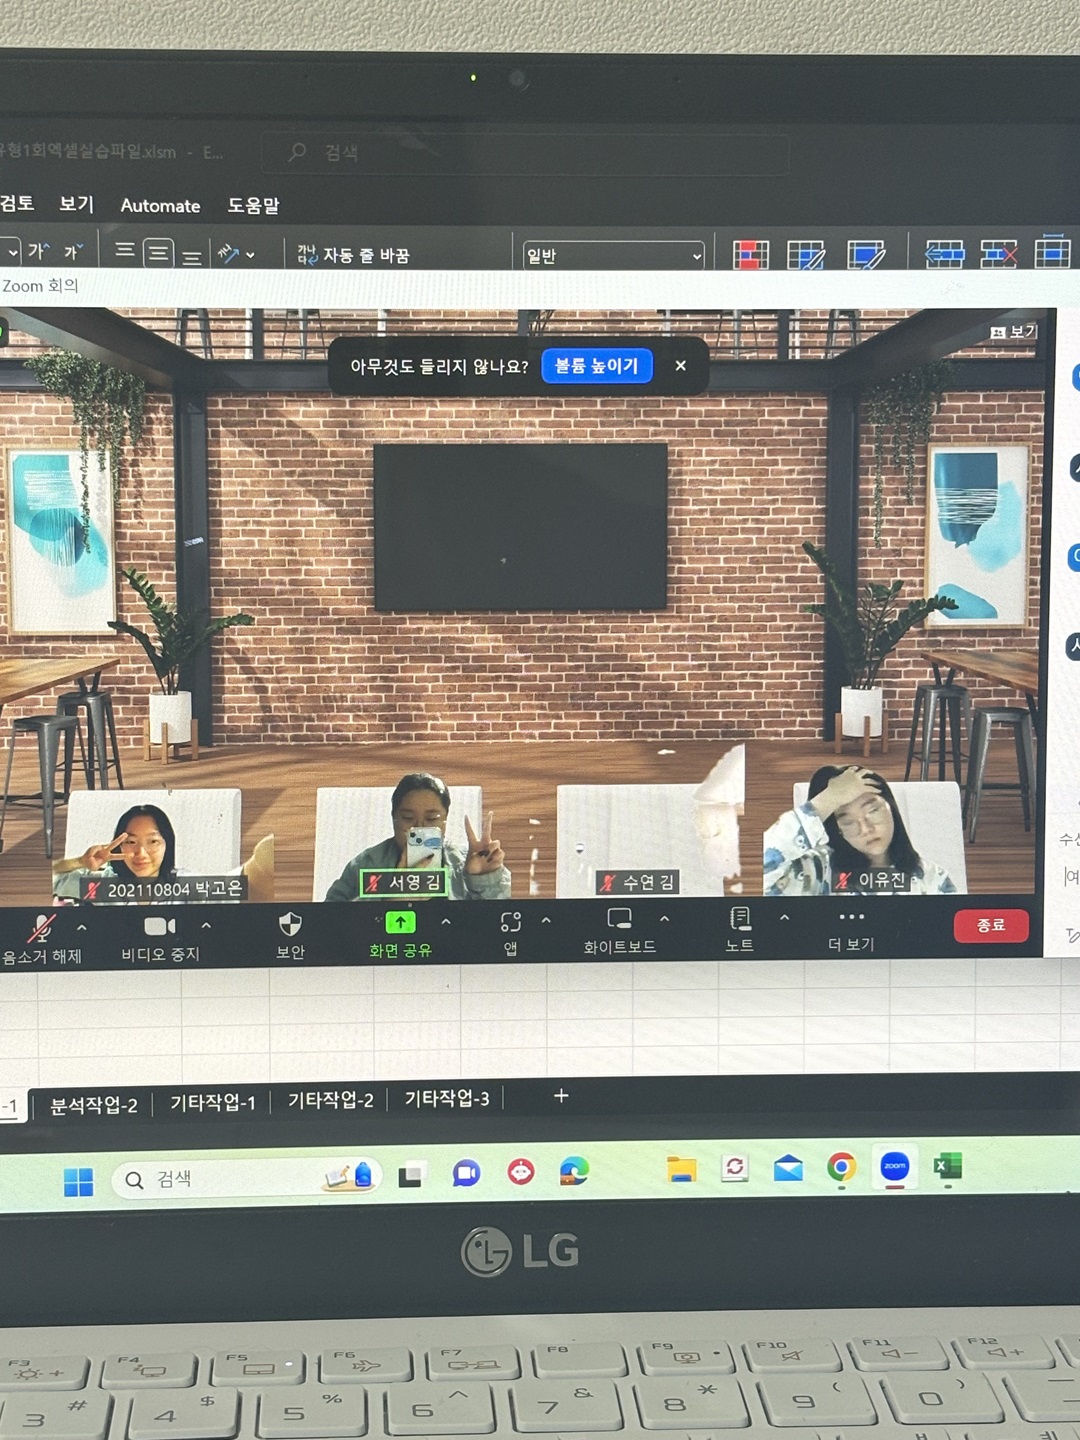 유형1회엑셀실습파일.xlsm - E...
검색
검토 보기 Automate 도움말
가 가
가나다 자동 줄 바꿈
일반
Zoom 회의
보기
아무것도 들리지 않나요? 볼륨 높이기 ×
202110804 박고은
서영 김
수연 김
이유진
음소거 해제 비디오 중지 보안 화면 공유 앱 화이트보드 노트 더 보기 종료
-1 분석작업-2 기타작업-1 기타작업-2 기타작업-3 +
검색
zoom
LG
F3 F4 F5 F6 F7 F8 F9 F10 F11 F12
3 # 4 $ 5 % 6 ^ 7 & 8 * 9 ( 0 )